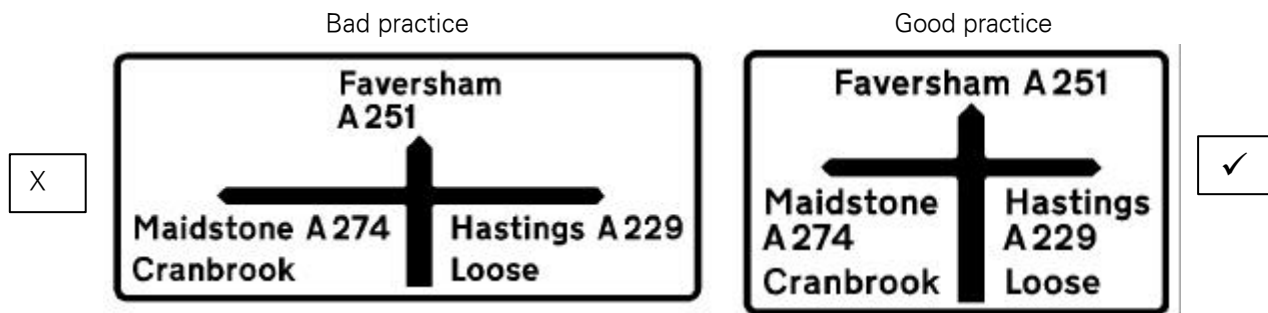 Bad practice
Good practice
X
Faversham
A 251
Maidstone A 274
Cranbrook
Hastings A 229
Loose
Faversham A 251
Maidstone
A 274
Cranbrook
Hastings
A 229
Loose
✓